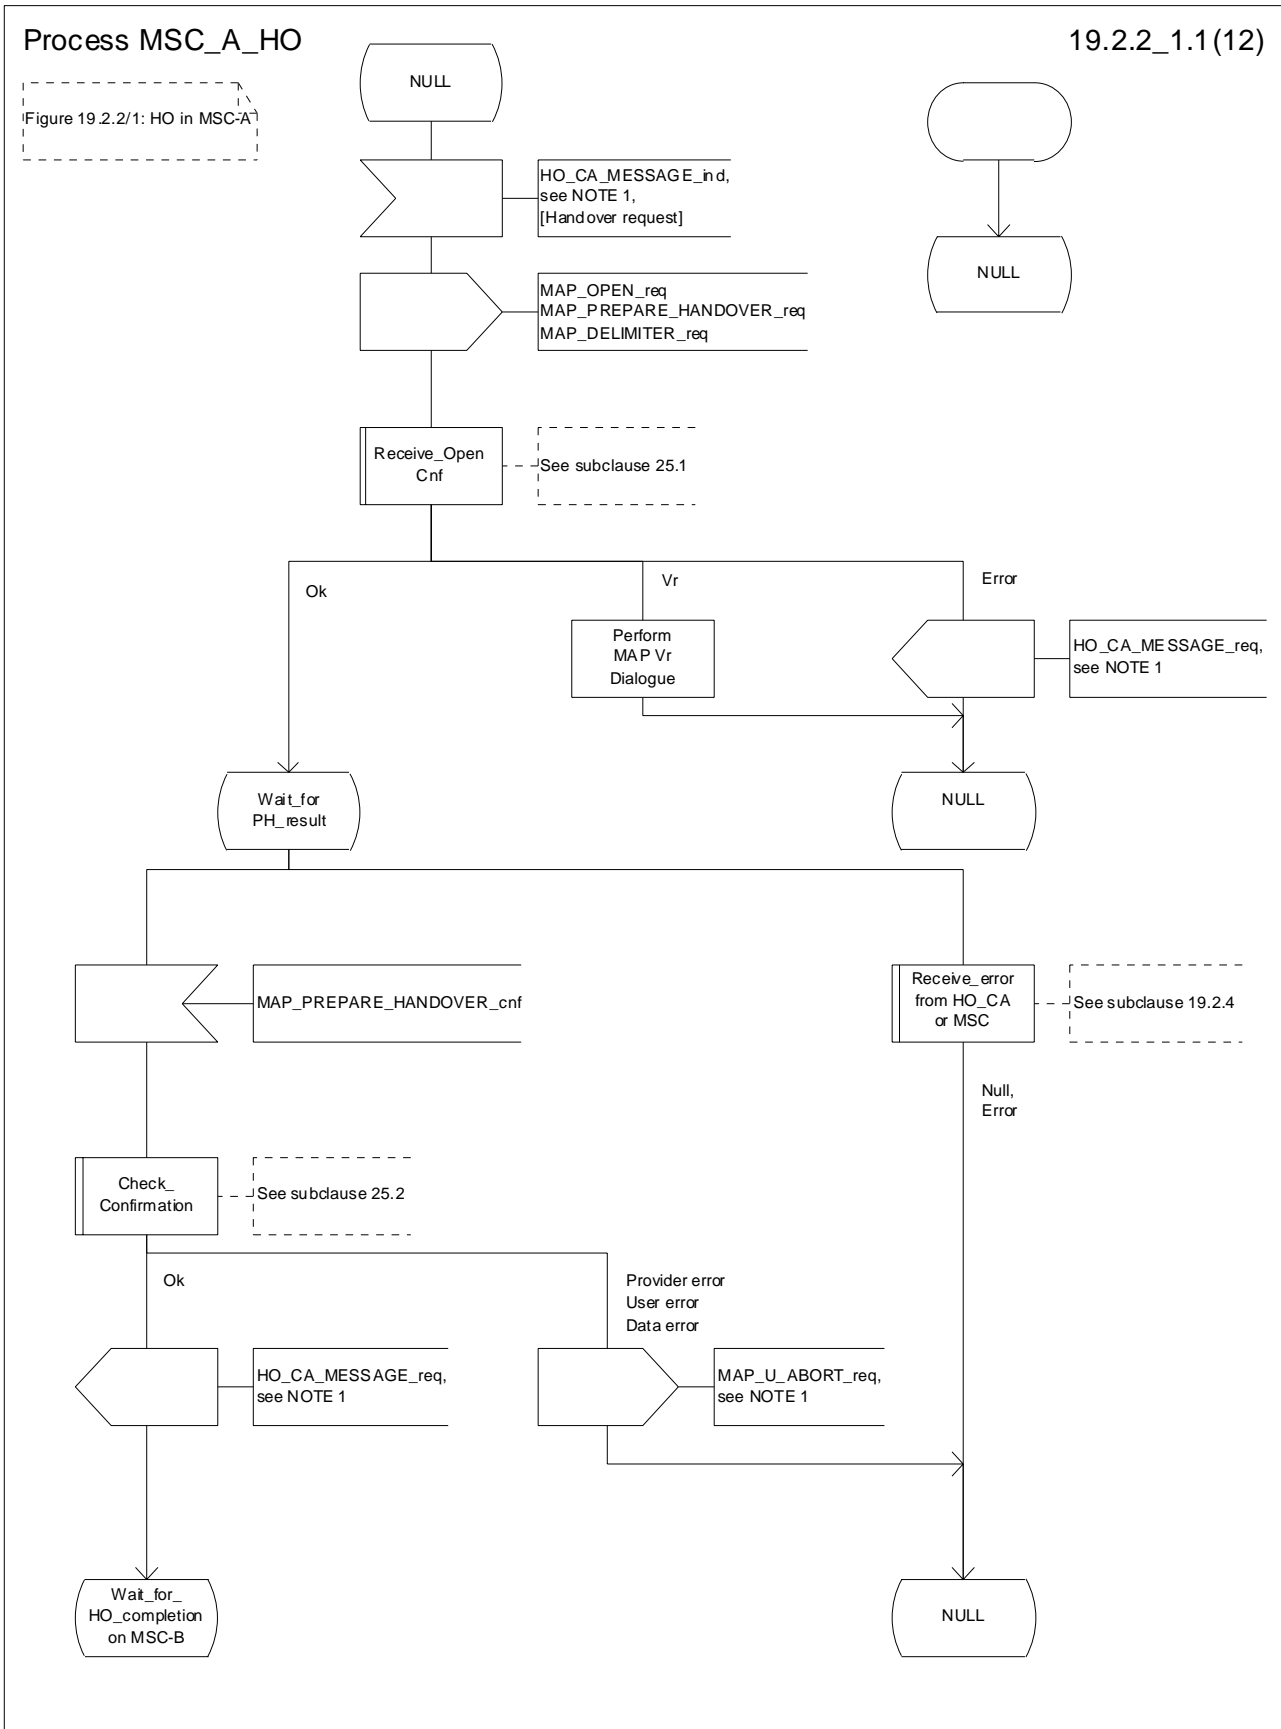 Process MSC_A_HO
19.2.2_1.1(12)
Figure 19.2.2/1: HO in MSC-A
NULL
HO_CA_MESSAGE_ind,
see NOTE 1,
[Handover request]
NULL
MAP_OPEN_req
MAP_PREPARE_HANDOVER_req
MAP_DELIMITER_req
Receive_Open
Cnf
See subclause 25.1
Ok
Vr
Error
Perform
MAP Vr
Dialogue
HO_CA_MESSAGE_req,
see NOTE 1
Wait_for
PH_result
NULL
MAP_PREPARE_HANDOVER_cnf
Receive_error
from HO_CA
or MSC
See subclause 19.2.4
Null,
Error
Check_
Confirmation
See subclause 25.2
Ok
Provider error
User error
Data error
HO_CA_MESSAGE_req,
see NOTE 1
MAP_U_ABORT_req,
see NOTE 1
Wait_for_
HO_completion
on MSC-B
NULL